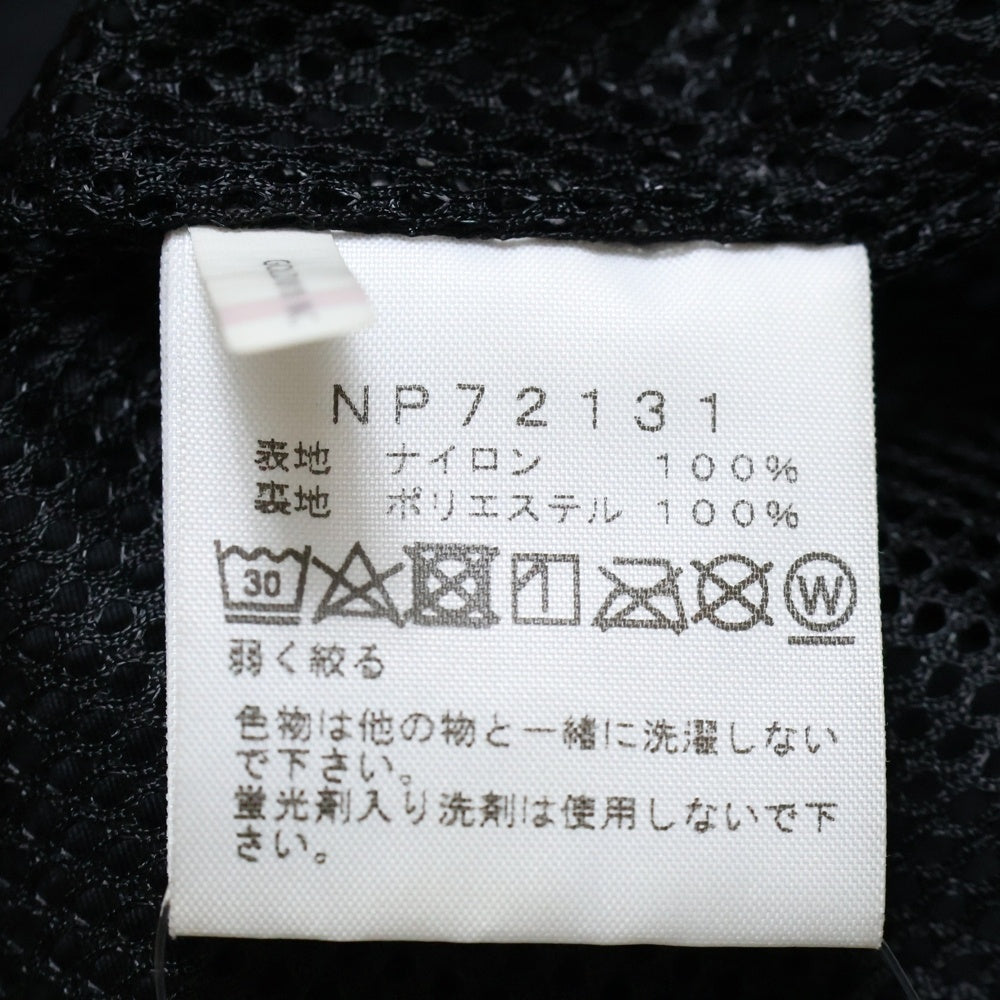 NP72131
表地 ナイロン 100%
裏地 ポリエステル 100%
30 W
弱く絞る
色物は他の物と一緒に洗濯しない
で下さい。
蛍光剤入り洗剤は使用しないで下
さい。